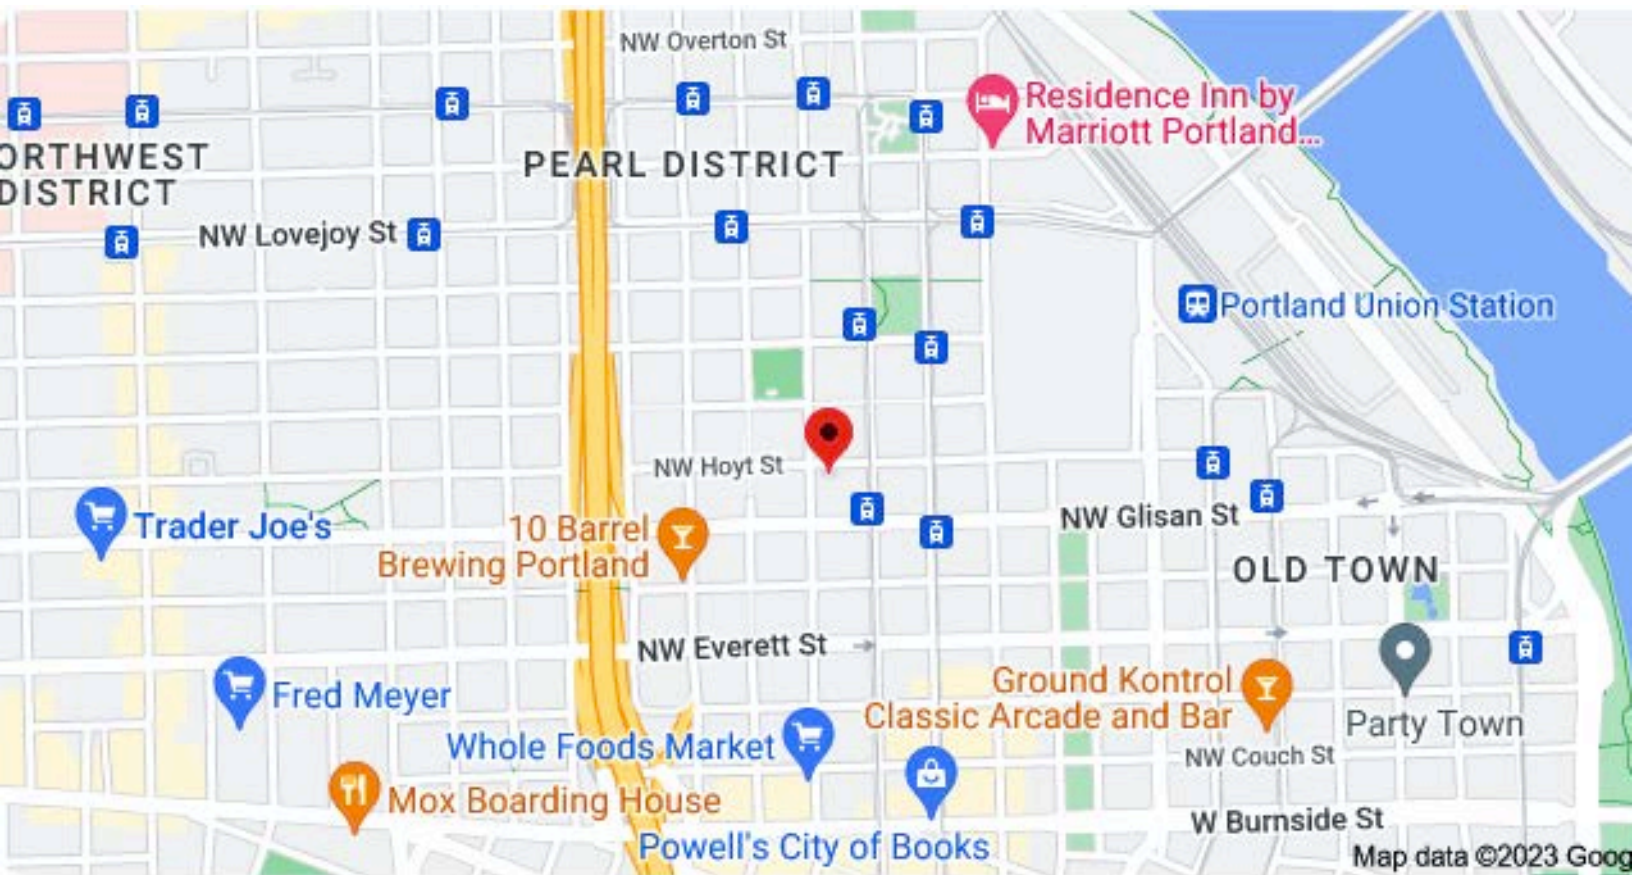 NW Overton St
Residence Inn by
Marriott Portland...
ORTHWEST
DISTRICT
PEARL DISTRICT
NW Lovejoy St
Portland Union Station
NW Hoyt St
Trader Joe's
10 Barrel
Brewing Portland
NW Glisan St
OLD TOWN
NW Everett St
Fred Meyer
Ground Kontrol
Classic Arcade and Bar
Party Town
Whole Foods Market
NW Couch St
Mox Boarding House
Powell's City of Books
W Burnside St
Map data ©2023 Goog